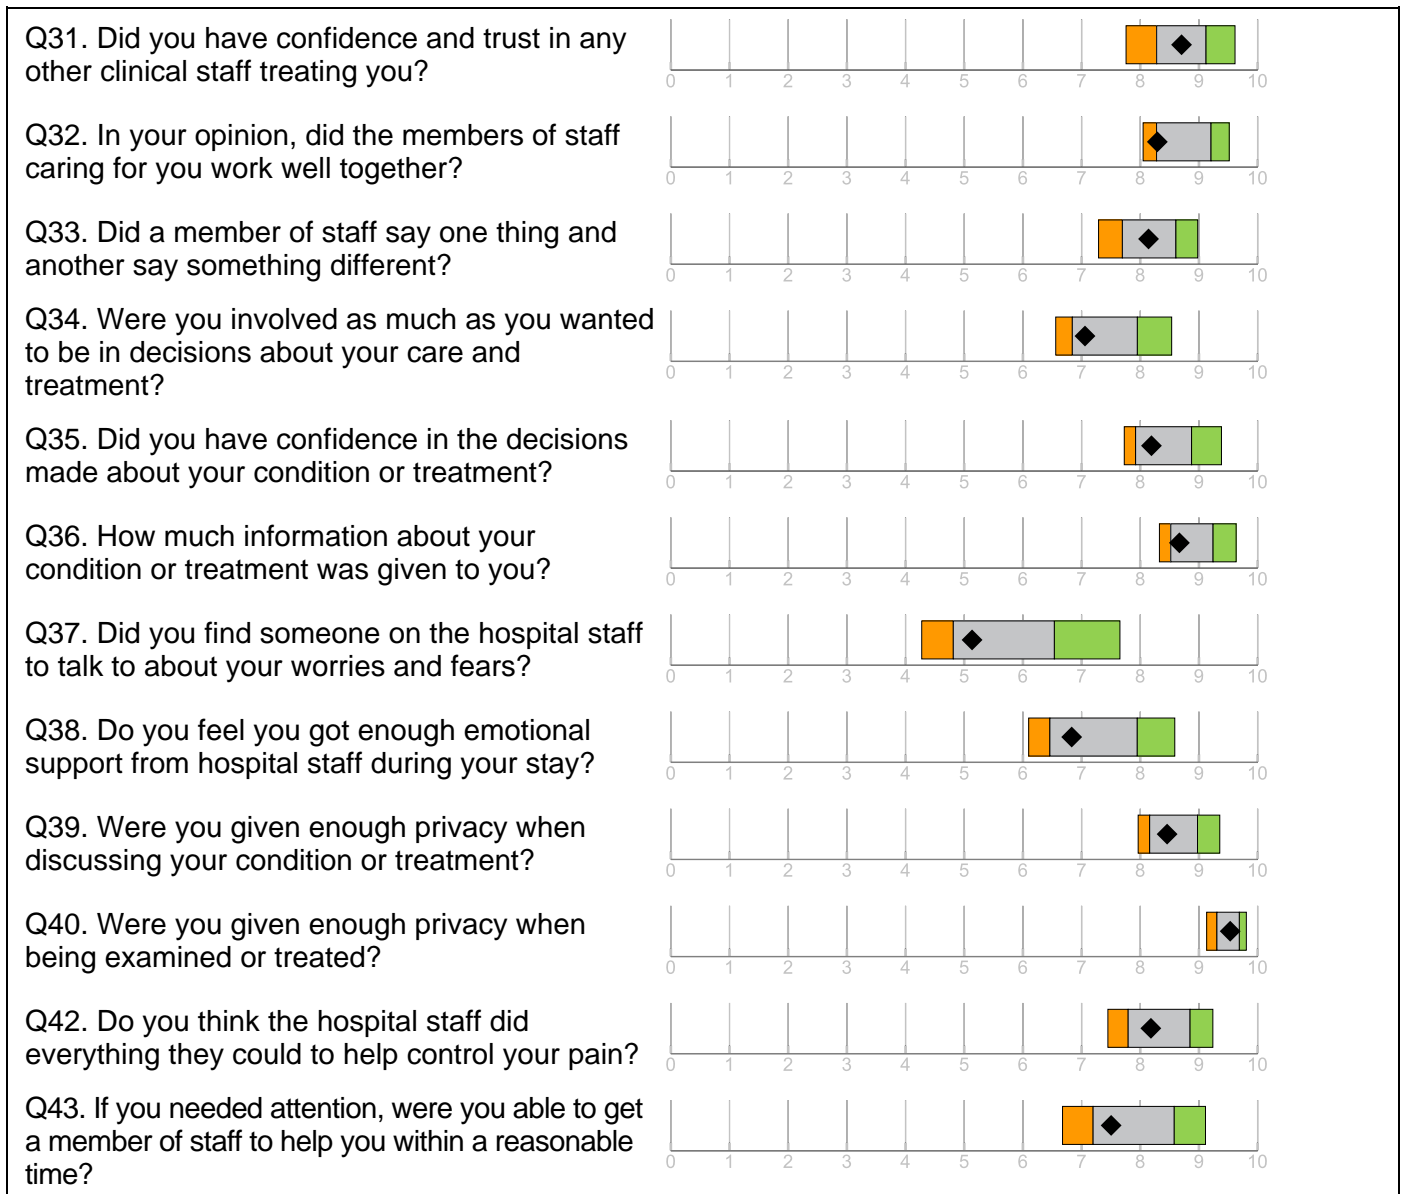 Q31. Did you have confidence and trust in any
other clinical staff treating you?
0 1 2 3 4 5 6 7 8 9 10
Q32. In your opinion, did the members of staff
caring for you work well together?
0 1 2 3 4 5 6 7 8 9 10
Q33. Did a member of staff say one thing and
another say something different?
0 1 2 3 4 5 6 7 8 9 10
Q34. Were you involved as much as you wanted
to be in decisions about your care and
treatment?
0 1 2 3 4 5 6 7 8 9 10
Q35. Did you have confidence in the decisions
made about your condition or treatment?
0 1 2 3 4 5 6 7 8 9 10
Q36. How much information about your
condition or treatment was given to you?
0 1 2 3 4 5 6 7 8 9 10
Q37. Did you find someone on the hospital staff
to talk to about your worries and fears?
0 1 2 3 4 5 6 7 8 9 10
Q38. Do you feel you got enough emotional
support from hospital staff during your stay?
0 1 2 3 4 5 6 7 8 9 10
Q39. Were you given enough privacy when
discussing your condition or treatment?
0 1 2 3 4 5 6 7 8 9 10
Q40. Were you given enough privacy when
being examined or treated?
0 1 2 3 4 5 6 7 8 9 10
Q42. Do you think the hospital staff did
everything they could to help control your pain?
0 1 2 3 4 5 6 7 8 9 10
Q43. If you needed attention, were you able to get
a member of staff to help you within a reasonable
time?
0 1 2 3 4 5 6 7 8 9 10